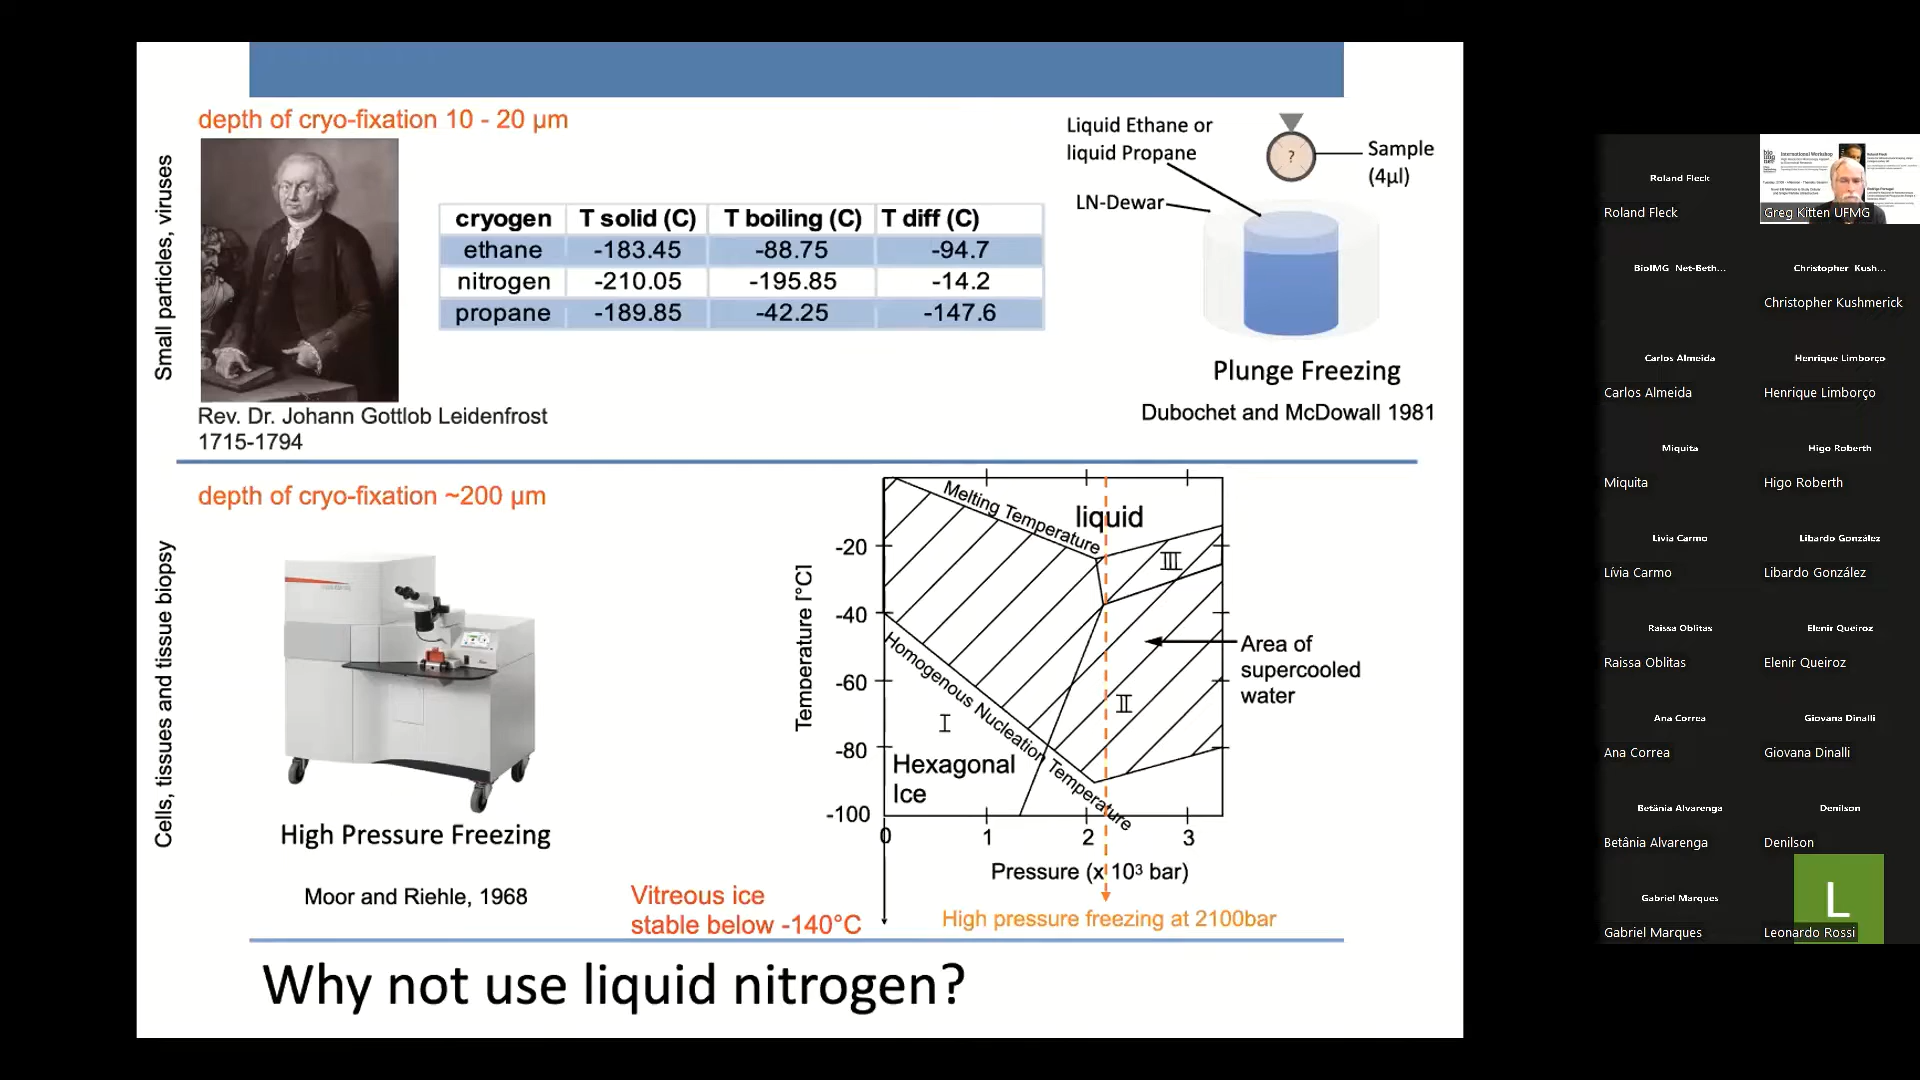 depth of cryo-fixation 10 - 20 µm
Small particles, viruses
Rev. Dr. Johann Gottlob Leidenfrost
1715-1794
cryogen T solid (C) T boiling (C) T diff (C)
ethane -183.45 -88.75 -94.7
nitrogen -210.05 -195.85 -14.2
propane -189.85 -42.25 -147.6
Liquid Ethane or
liquid Propane
LN-Dewar
?
Sample
(4µl)
Plunge Freezing
Dubochet and McDowall 1981
depth of cryo-fixation ~200 µm
Cells, tissues and tissue biopsy
High Pressure Freezing
Moor and Riehle, 1968
Vitreous ice
stable below -140°C
Temperature [°C]
-20
-40
-60
-80
-100
Melting Temperature
liquid
III
II
I
Homogenous Nucleation Temperature
Hexagonal
Ice
Area of
supercooled
water
0 1 2 3
Pressure (x 10³ bar)
High pressure freezing at 2100bar
Why not use liquid nitrogen?
Roland Fleck
Roland Fleck
International Workshop
Greg Kitten UFMG
BioIMG Net-Beth...
Christopher Kush...
Christopher Kushmerick
Carlos Almeida
Carlos Almeida
Henrique Limborço
Henrique Limborço
Miquita
Miquita
Higo Roberth
Higo Roberth
Lívia Carmo
Lívia Carmo
Libardo González
Libardo González
Raissa Oblitas
Raissa Oblitas
Elenir Queiroz
Elenir Queiroz
Ana Correa
Ana Correa
Giovana Dinalli
Giovana Dinalli
Betânia Alvarenga
Betânia Alvarenga
Denilson
Denilson
Gabriel Marques
Gabriel Marques
L
Leonardo Rossi